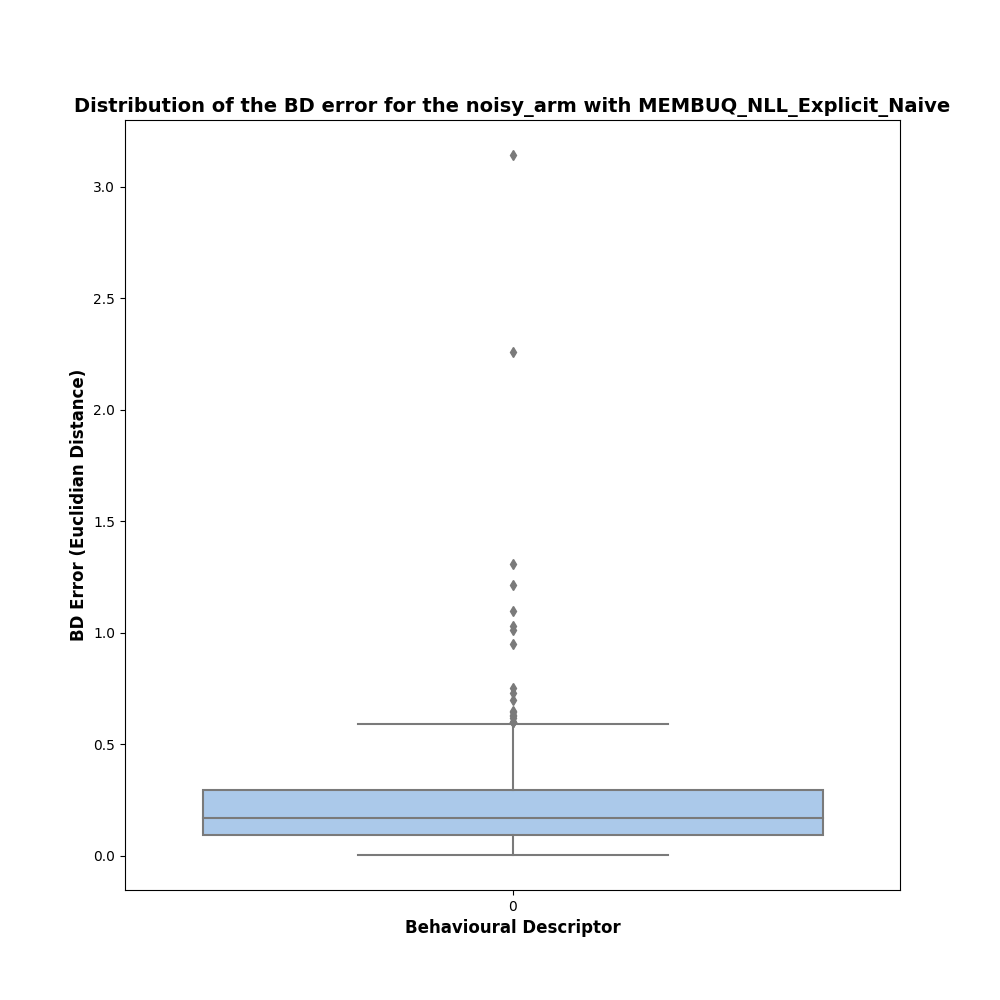 Distribution of the BD error for the noisy_arm with MEMBUQ_NLL_Explicit_Naive
3.0
2.5
2.0
1.5
1.0
0.5
0.0
BD Error (Euclidian Distance)
0
Behavioural Descriptor